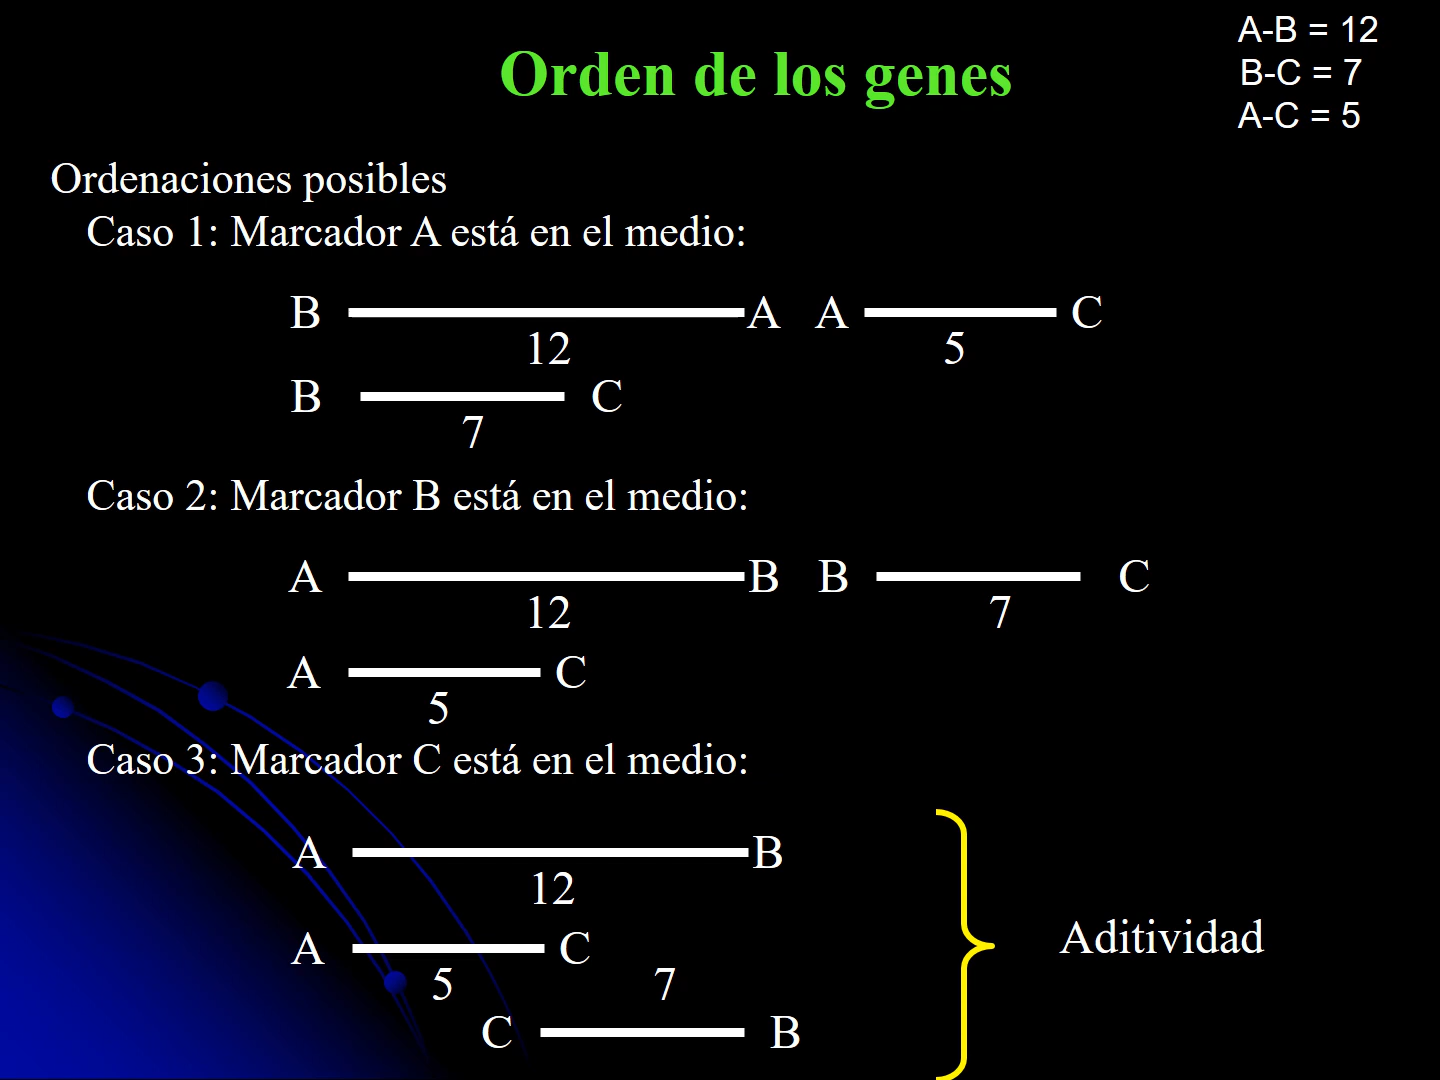 A-B = 12
B-C = 7
A-C = 5
Orden de los genes
Ordenaciones posibles
Caso 1: Marcador A está en el medio:
B A A C
12 5
B C
7
Caso 2: Marcador B está en el medio:
A B B C
12 7
A C
5
Caso 3: Marcador C está en el medio:
A B
12
A C
5 7
C B
Aditividad